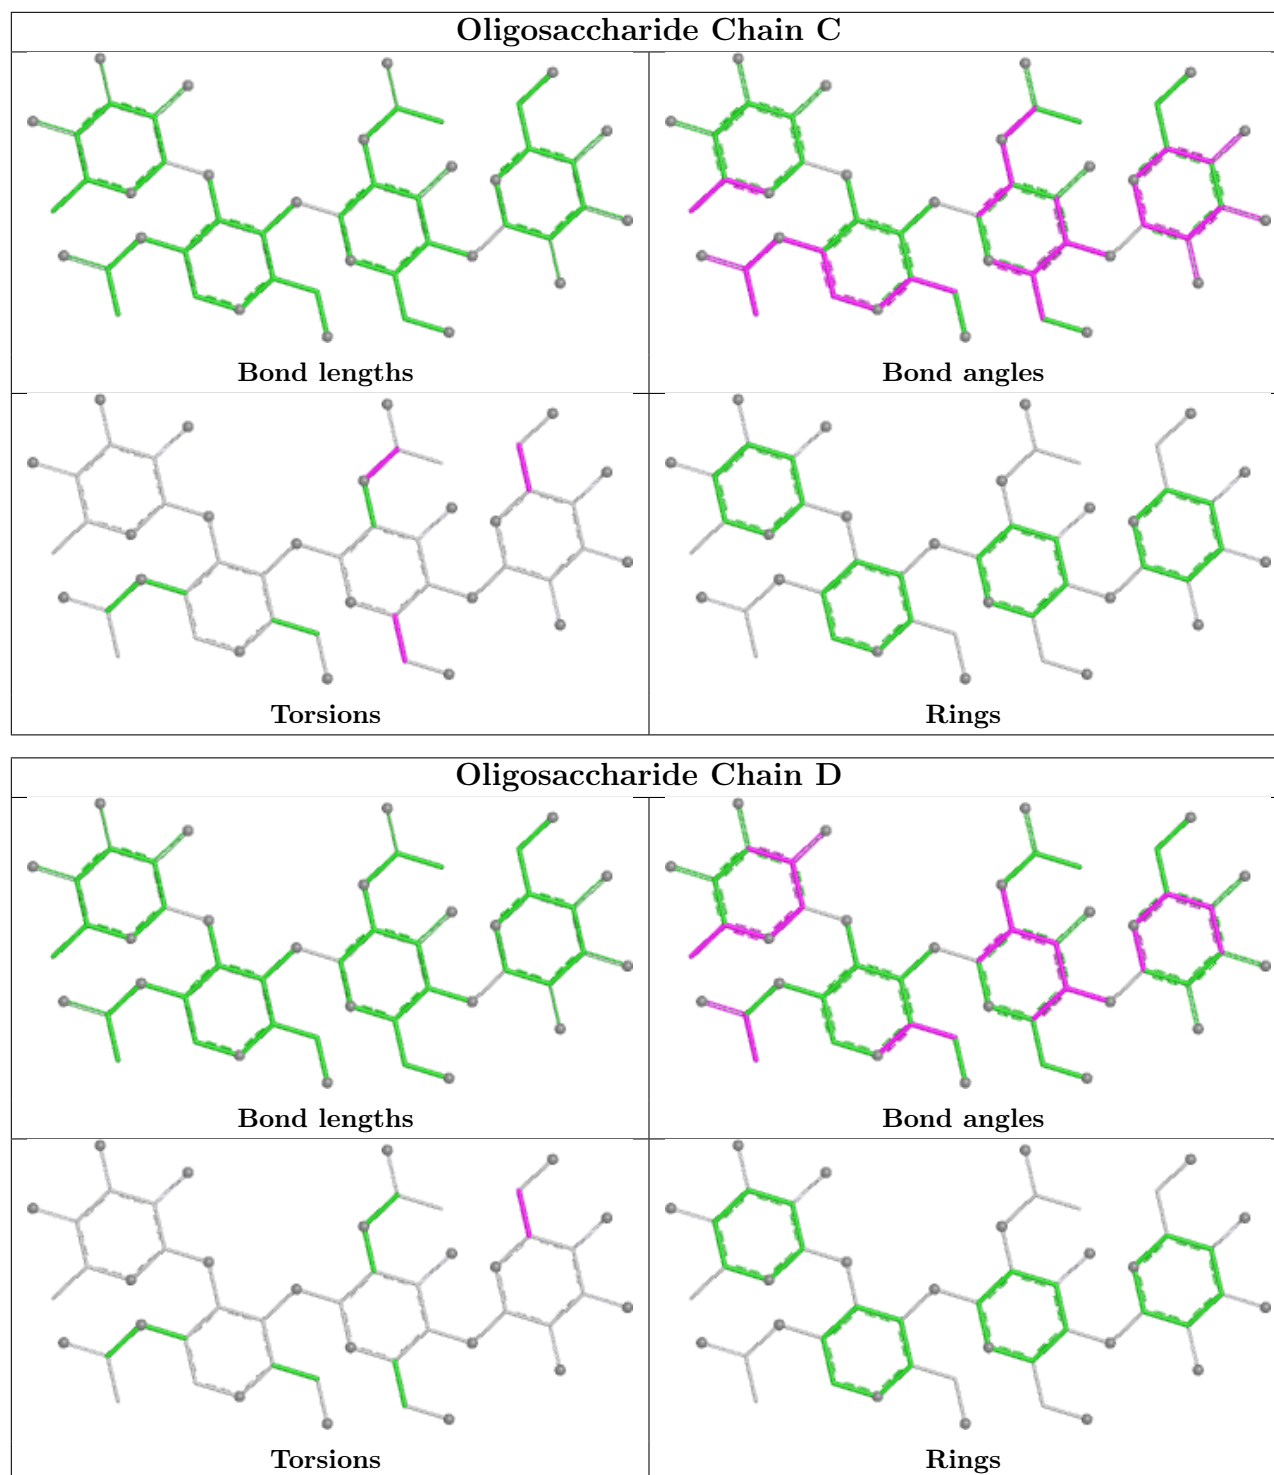 Oligosaccharide Chain C
Bond lengths
Bond angles
Torsions
Rings
Oligosaccharide Chain D
Bond lengths
Bond angles
Torsions
Rings